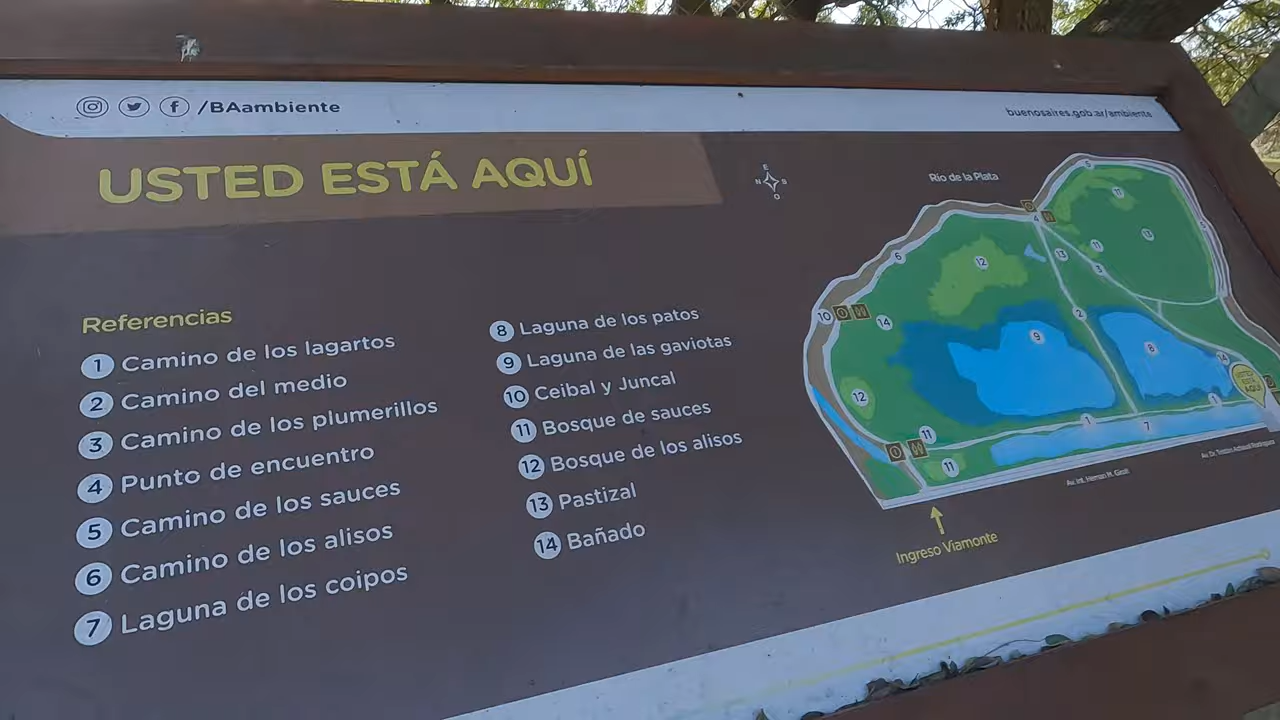 /BAambiente
buenosaires.gob.ar/ambiente
USTED ESTÁ AQUÍ
E
N S
O
Río de la Plata
Referencias
1 Camino de los lagartos
2 Camino del medio
3 Camino de los plumerillos
4 Punto de encuentro
5 Camino de los sauces
6 Camino de los alisos
7 Laguna de los coipos
8 Laguna de los patos
9 Laguna de las gaviotas
10 Ceibal y Juncal
11 Bosque de sauces
12 Bosque de los alisos
13 Pastizal
14 Bañado
Ingreso Viamonte